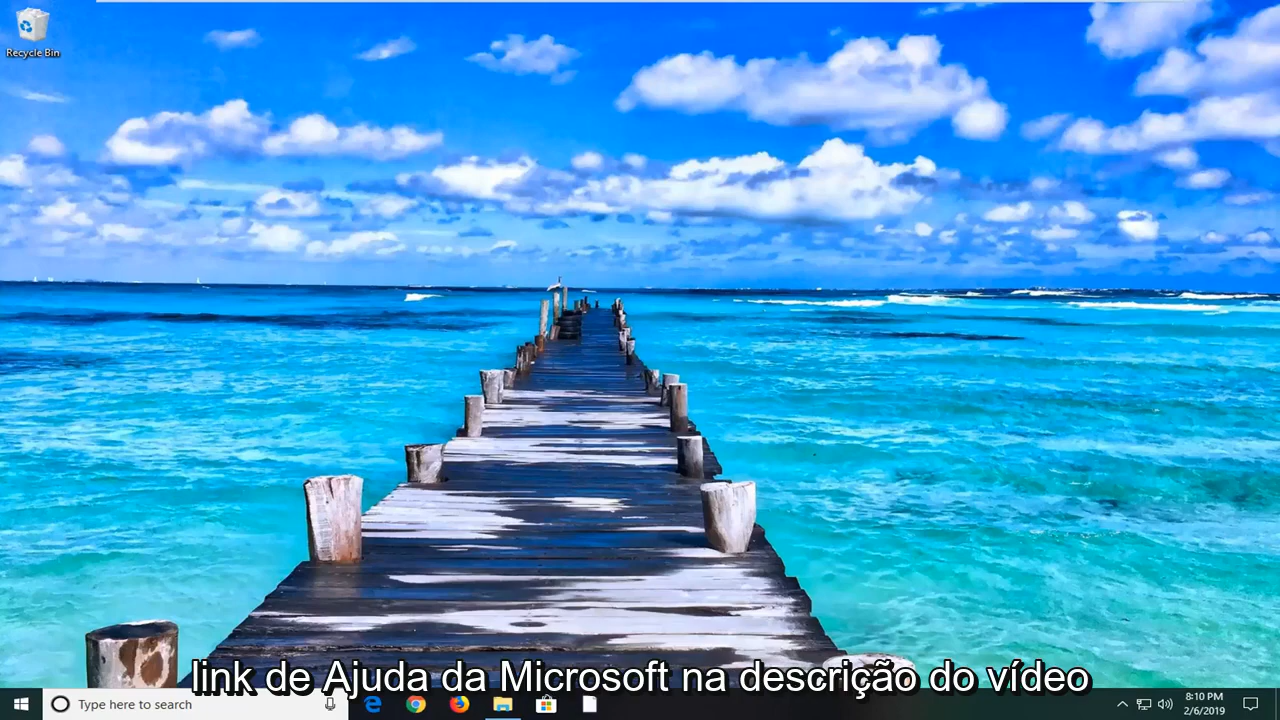 Recycle Bin
link de Ajuda da Microsoft na descrição do vídeo
Type here to search
8:10 PM
2/6/2019